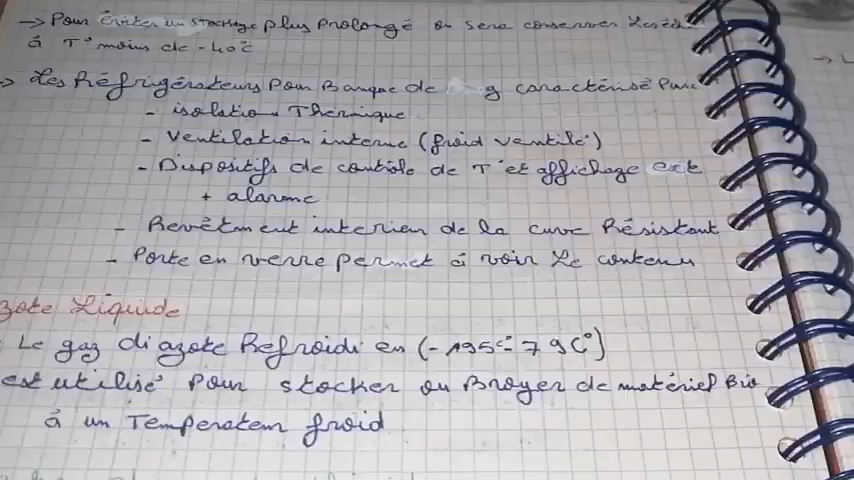 → Pour éviter un stockage plus prolongé on sera conserver Les
à T° moins de -40°C
→ Les Réfrigérateurs Pour Banque de g caractérisé Par
- isolation Thermique
- Ventilation interne (froid ventilé)
- Dispositifs de contrôle de T° et affichage ext
+ alarme
- Revêtment interieur de la cuve Résistant
- Porte en verre permet à voir Le contenu
zote Liquide
Le gaz diazote Refroidi en (-195°-79C°)
est utilisé Pour stocker ou Broyer de matériel Bio
à un Temperateur froid